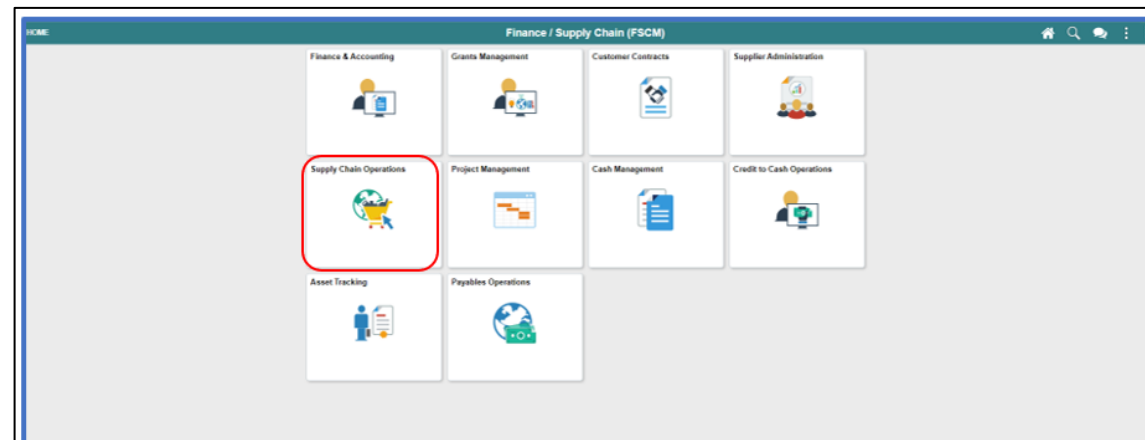 HOME
Finance / Supply Chain (FSCM)
Finance & Accounting
Grants Management
Customer Contracts
Supplier Administration
Supply Chain Operations
Project Management
Cash Management
Credit to Cash Operations
Asset Tracking
Payables Operations